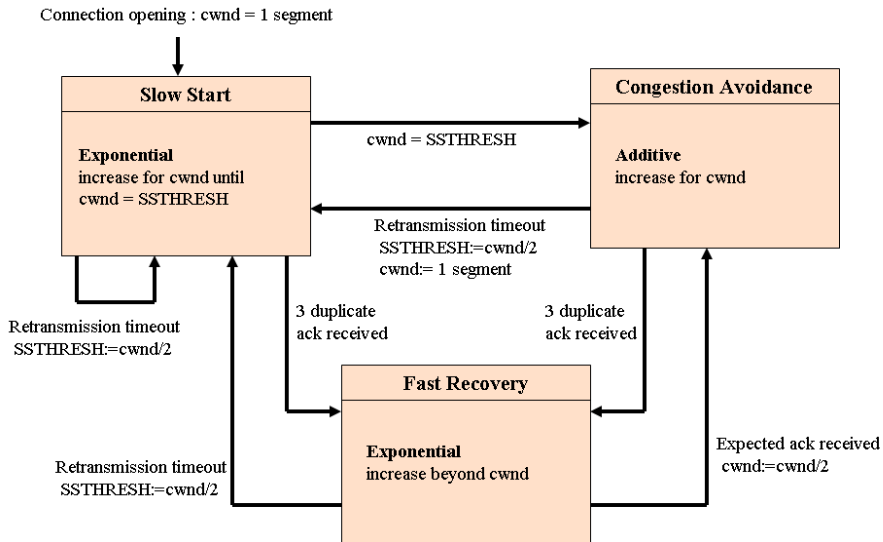 Connection opening : cwnd = 1 segment
Slow Start
Exponential
increase for cwnd until
cwnd = SSTHRESH
cwnd = SSTHRESH
Congestion Avoidance
Additive
increase for cwnd
Retransmission timeout
SSTHRESH:=cwnd/2
cwnd:= 1 segment
Retransmission timeout
SSTHRESH:=cwnd/2
3 duplicate
ack received
3 duplicate
ack received
Fast Recovery
Exponential
increase beyond cwnd
Retransmission timeout
SSTHRESH:=cwnd/2
Expected ack received
cwnd:=cwnd/2